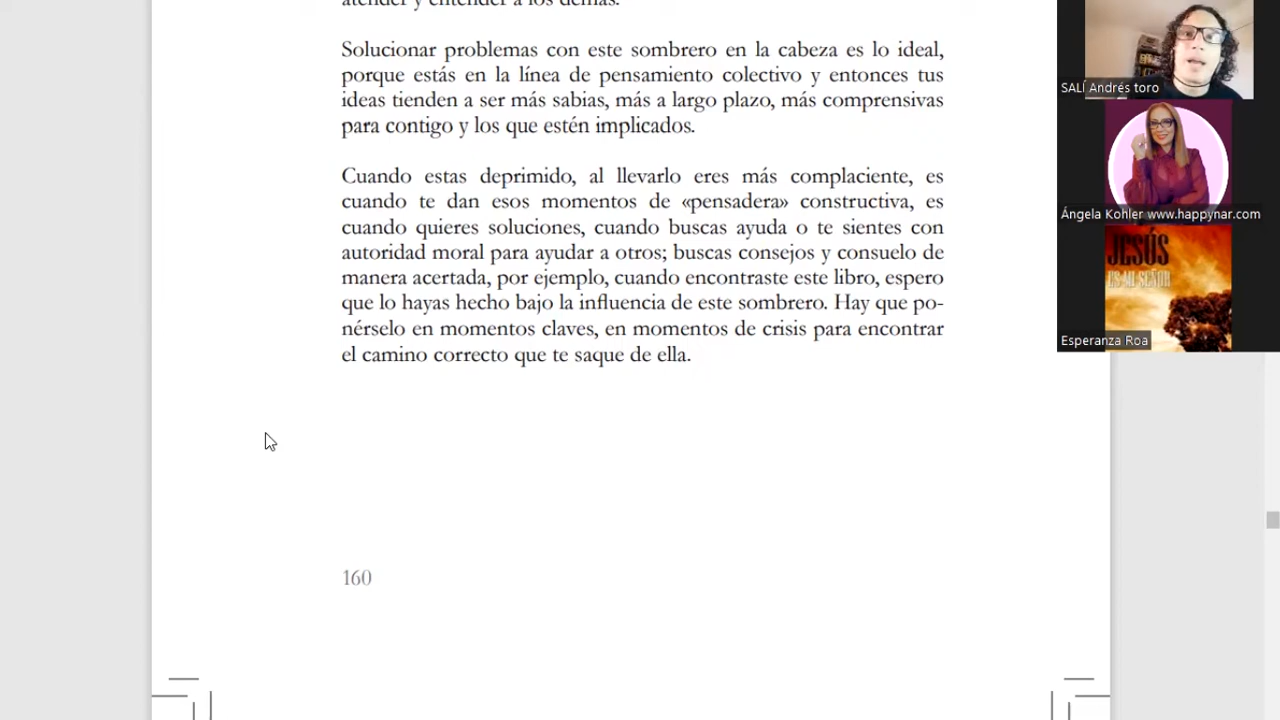 atender y entender a los demás.
Solucionar problemas con este sombrero en la cabeza es lo ideal,
porque estás en la línea de pensamiento colectivo y entonces tus
ideas tienden a ser más sabias, más a largo plazo, más comprensivas
para contigo y los que estén implicados.
Cuando estas deprimido, al llevarlo eres más complaciente, es
cuando te dan esos momentos de «pensadera» constructiva, es
cuando quieres soluciones, cuando buscas ayuda o te sientes con
autoridad moral para ayudar a otros; buscas consejos y consuelo de
manera acertada, por ejemplo, cuando encontraste este libro, espero
que lo hayas hecho bajo la influencia de este sombrero. Hay que po-
nérselo en momentos claves, en momentos de crisis para encontrar
el camino correcto que te saque de ella.
160
SALÍ Andrés toro
Ángela Kohler www.happynar.com
JESÚS
ES MI SEÑOR
Esperanza Roa